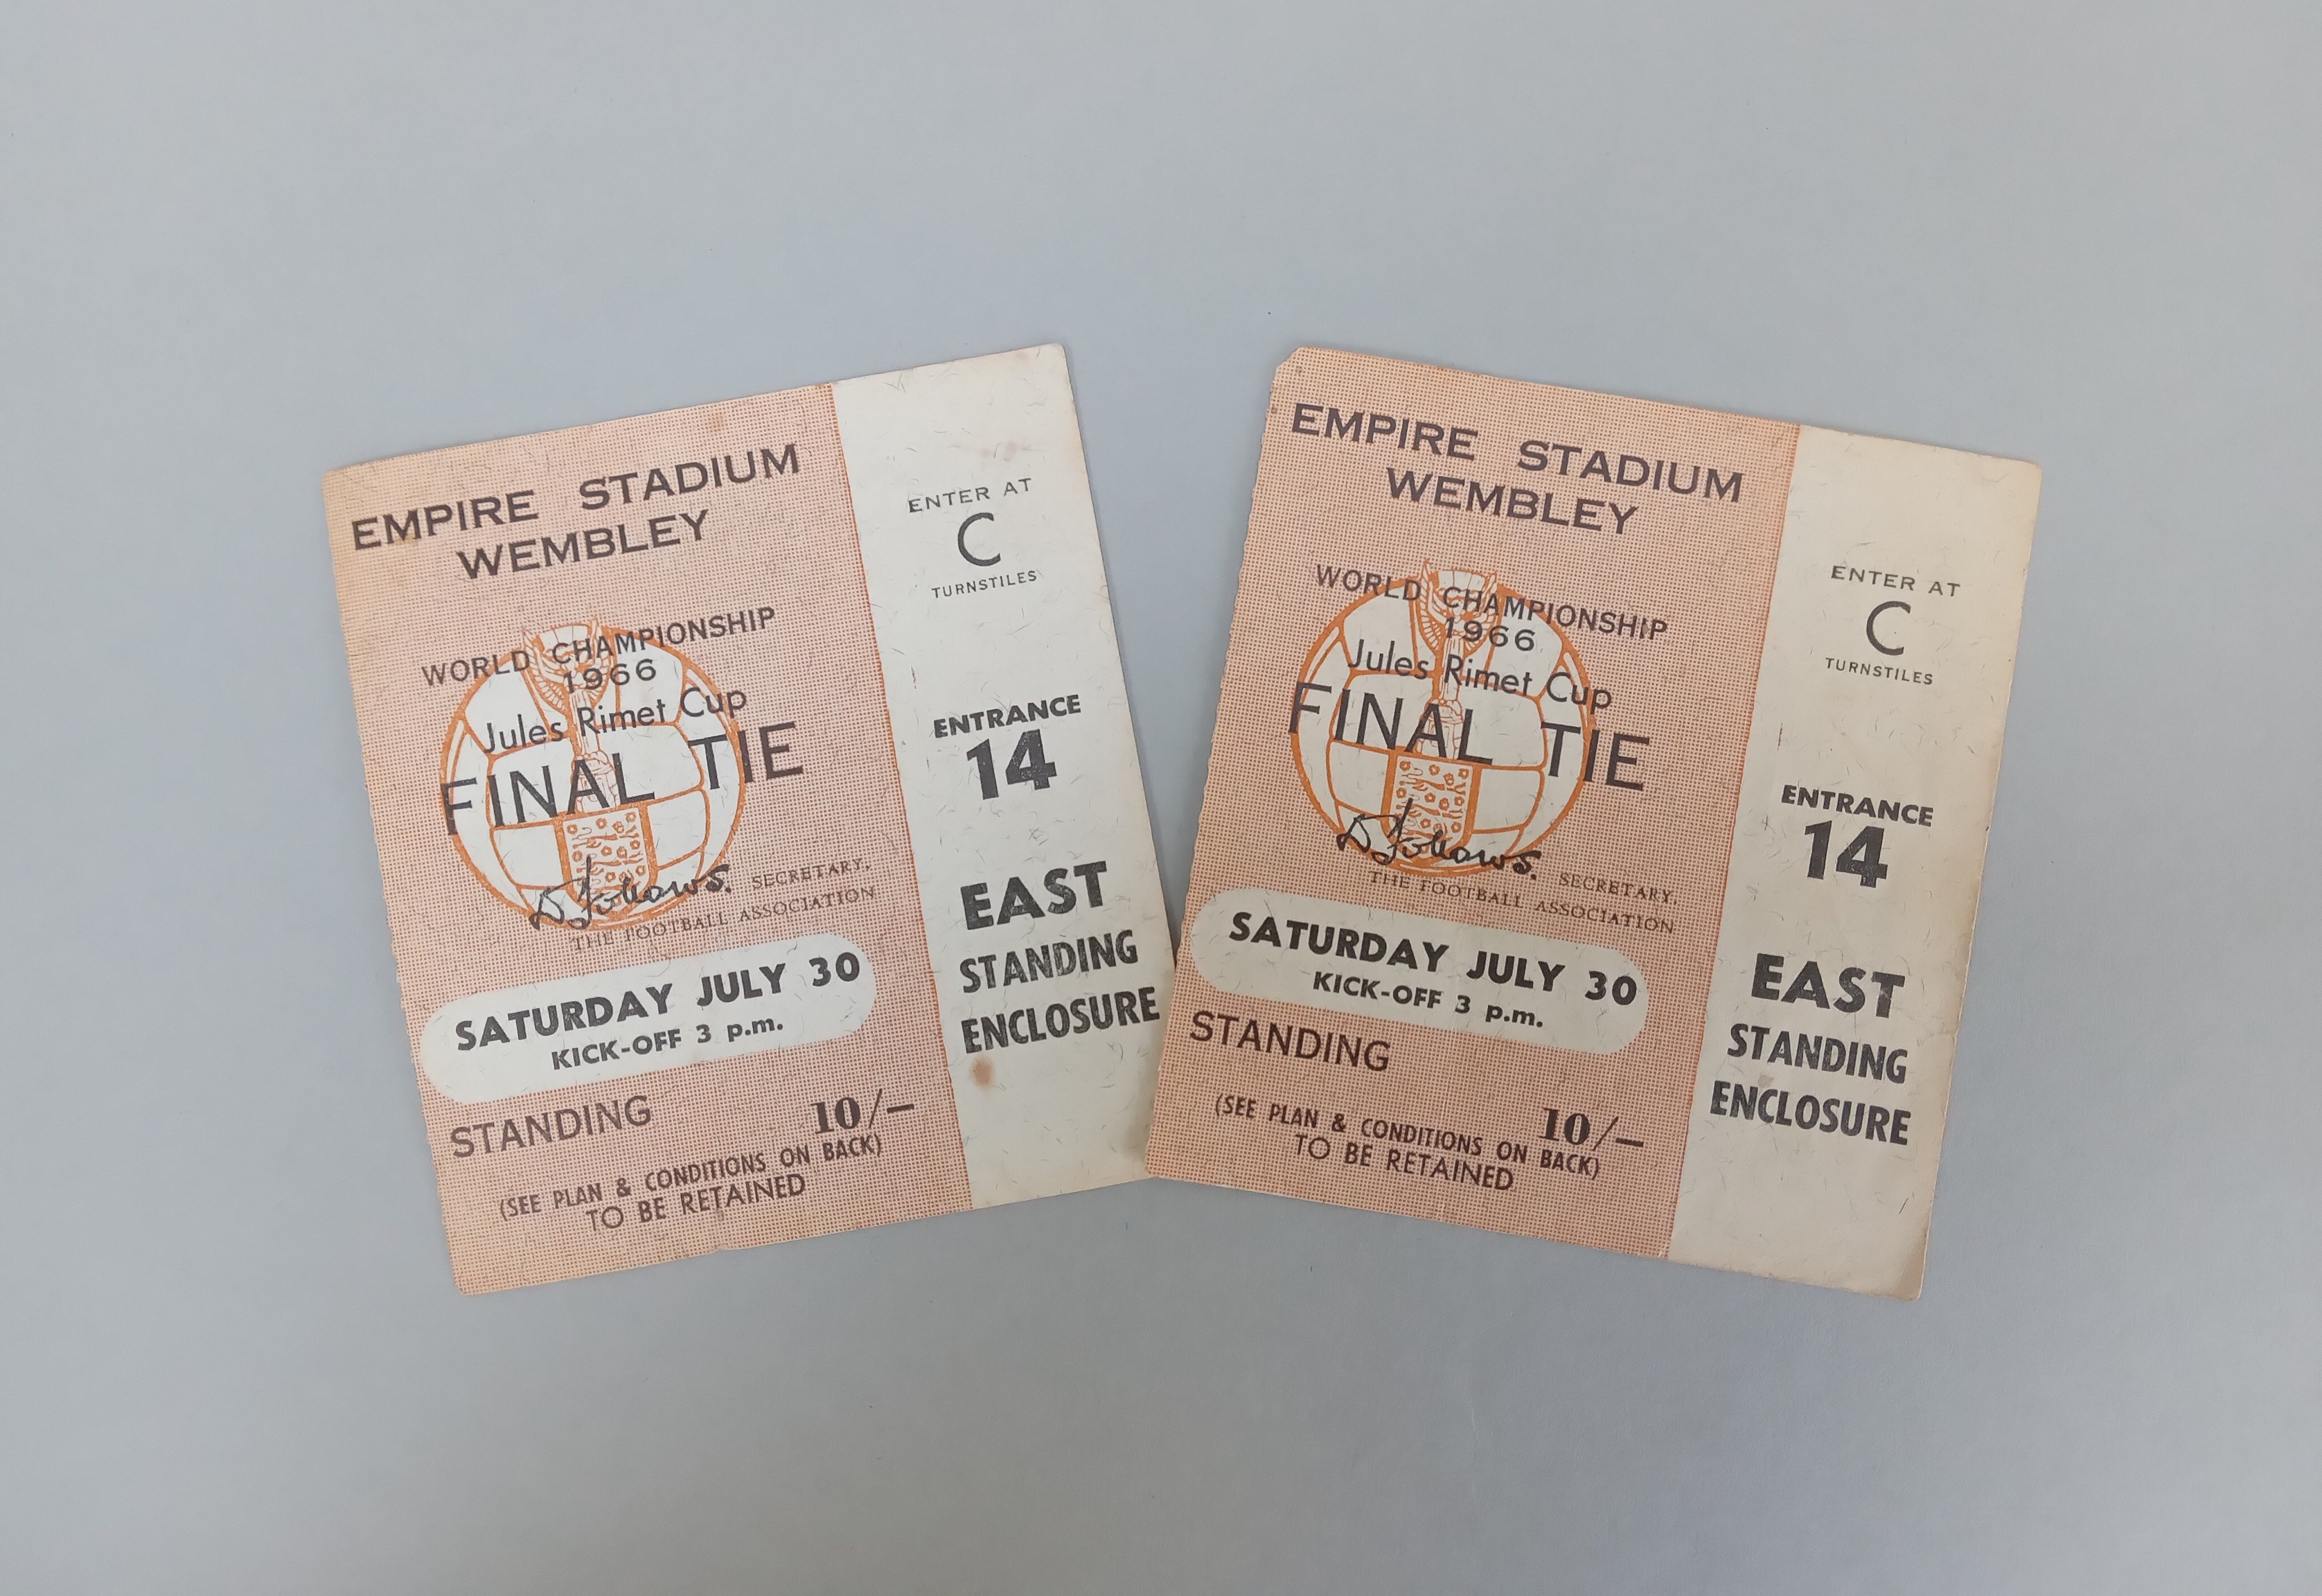 EMPIRE STADIUM
WEMBLEY
WORLD CHAMPIONSHIP
1966
Jules Rimet Cup
FINAL TIE
D Follows. SECRETARY,
THE FOOTBALL ASSOCIATION
SATURDAY JULY 30
KICK-OFF 3 p.m.
STANDING 10/–
(SEE PLAN & CONDITIONS ON BACK)
TO BE RETAINED
ENTER AT
C
TURNSTILES
ENTRANCE
14
EAST
STANDING
ENCLOSURE
EMPIRE STADIUM
WEMBLEY
WORLD CHAMPIONSHIP
1966
Jules Rimet Cup
FINAL TIE
D Follows. SECRETARY,
THE FOOTBALL ASSOCIATION
SATURDAY JULY 30
KICK-OFF 3 p.m.
STANDING
10/–
(SEE PLAN & CONDITIONS ON BACK)
TO BE RETAINED
ENTER AT
C
TURNSTILES
ENTRANCE
14
EAST
STANDING
ENCLOSURE